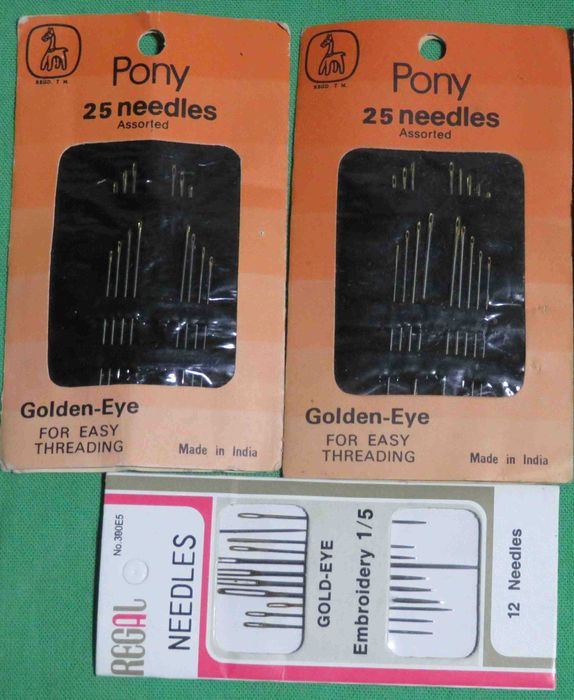 REGD. T. M.
Pony
25 needles
Assorted
Golden-Eye
FOR EASY
THREADING
Made in India
REGD. T. M.
Pony
25 needles
Assorted
Golden-Eye
FOR EASY
THREADING
Made in India
REGAL
No.390E5
NEEDLES
GOLD-EYE
Embroidery 1/5
12 Needles